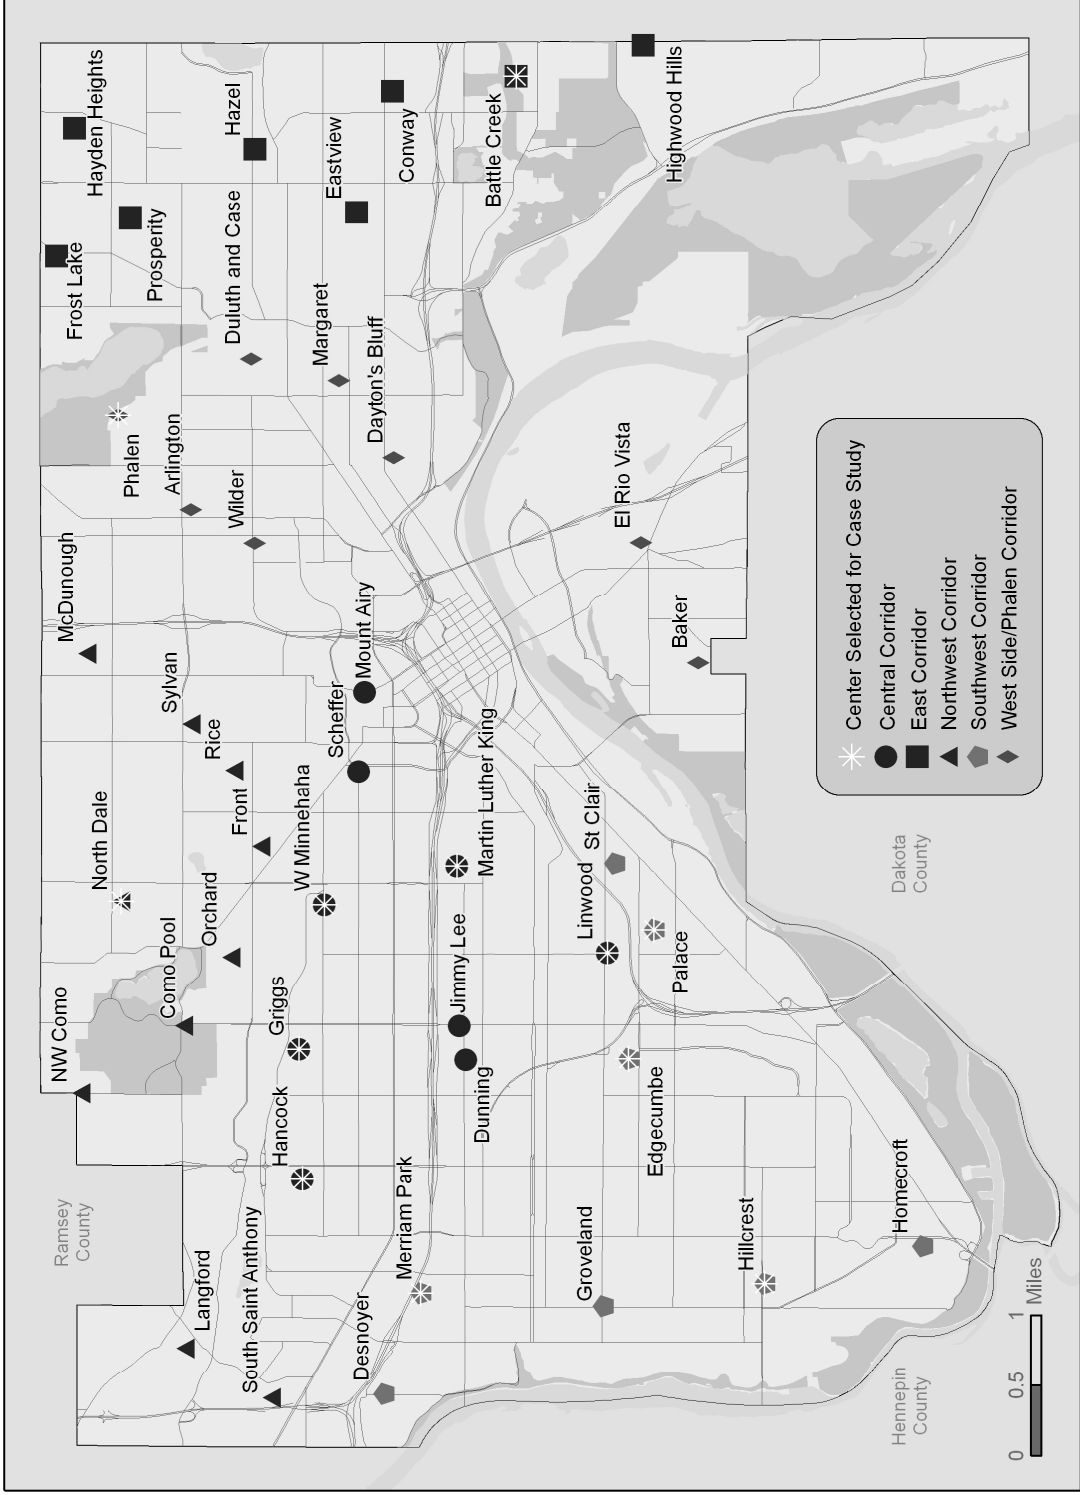 Ramsey
County
NW Como
North Dale
McDunough
Phalen
Frost Lake
Hayden Heights
Prosperity
Langford
Como Pool
Orchard
Rice
Sylvan
Arlington
Duluth and Case
Hazel
South Saint Anthony
Hancock
Griggs
Front
Wilder
W Minnehaha
Margaret
Eastview
Desnoyer
Scheffer
Mount Airy
Dayton's Bluff
Conway
Merriam Park
Jimmy Lee
Dunning
Martin Luther King
Battle Creek
Groveland
Linwood
St Clair
El Rio Vista
Edgecumbe
Palace
Baker
Highwood Hills
Hillcrest
Homecroft
Hennepin
County
Dakota
County
Center Selected for Case Study
Central Corridor
East Corridor
Northwest Corridor
Southwest Corridor
West Side/Phalen Corridor
0 0.5 1 Miles